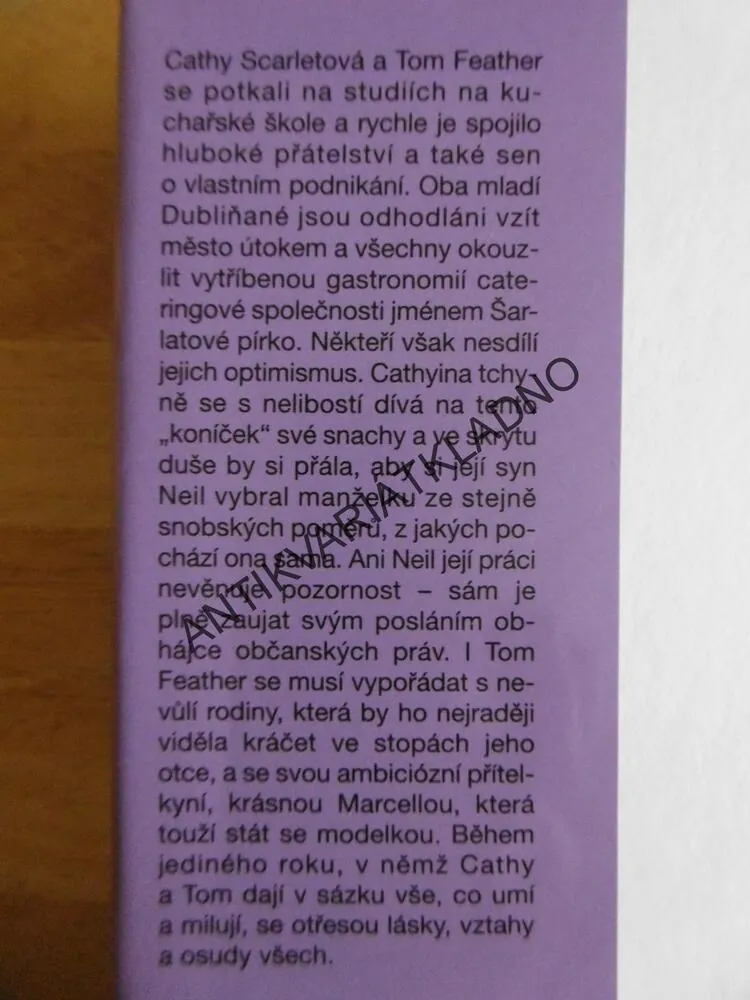 Cathy Scarletová a Tom Feather
se potkali na studiích na ku-
chařské škole a rychle je spojilo
hluboké přátelství a také sen
o vlastním podnikání. Oba mladí
Dubliňané jsou odhodláni vzít
město útokem a všechny okouz-
lit vytříbenou gastronomií cate-
ringové společnosti jménem Šar-
latové pírko. Někteří však nesdílí
jejich optimismus. Cathyina tchy-
ně se s nelibostí dívá na tento
„koníček“ své snachy a ve skrytu
duše by si přála, aby si její syn
Neil vybral manželku ze stejně
snobských poměrů, z jakých po-
chází ona sama. Ani Neil její práci
nevěnuje pozornost – sám je
plně zaujat svým posláním ob-
hájce občanských práv. I Tom
Feather se musí vypořádat s ne-
vůlí rodiny, která by ho nejraději
viděla kráčet ve stopách jeho
otce, a se svou ambiciózní přítel-
kyní, krásnou Marcellou, která
touží stát se modelkou. Během
jediného roku, v němž Cathy
a Tom dají v sázku vše, co umí
a milují, se otřesou lásky, vztahy
a osudy všech.
ANTIKVARIÁT KLADNO